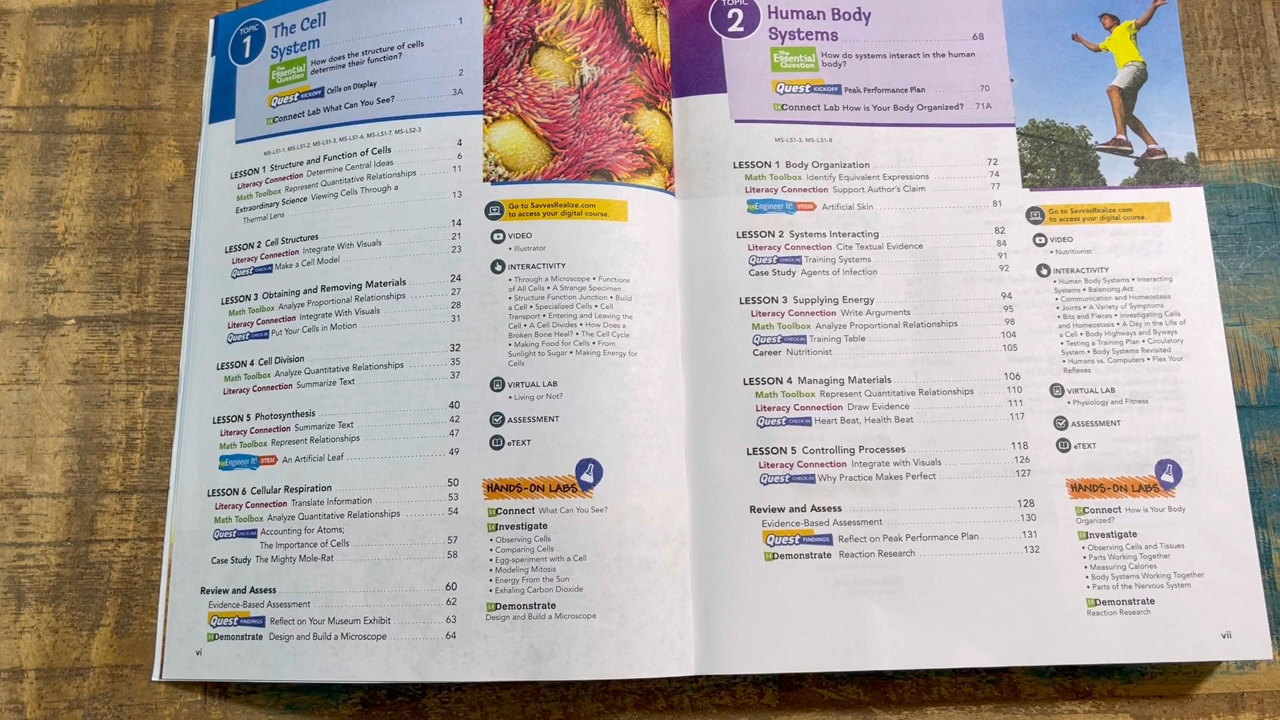 TOPIC
1
The Cell
System 1
The Essential Question
How does the structure of cells
determine their function?
Quest KICKOFF Cells on Display 2
Connect Lab What Can You See? 3A
MS-LS1-1, MS-LS1-2, MS-LS1-3, MS-LS1-6, MS-LS1-7, MS-LS2-3
LESSON 1 Structure and Function of Cells 4
Literacy Connection Determine Central Ideas 6
Math Toolbox Represent Quantitative Relationships 11
Extraordinary Science Viewing Cells Through a
Thermal Lens 13
LESSON 2 Cell Structures 14
Literacy Connection Integrate With Visuals 21
Quest CHECK-IN Make a Cell Model 23
LESSON 3 Obtaining and Removing Materials 24
Math Toolbox Analyze Proportional Relationships 27
Literacy Connection Integrate With Visuals 28
Quest CHECK-IN Put Your Cells in Motion 31
LESSON 4 Cell Division 32
Math Toolbox Analyze Quantitative Relationships 35
Literacy Connection Summarize Text 37
LESSON 5 Photosynthesis 40
Literacy Connection Summarize Text 42
Math Toolbox Represent Relationships 47
Engineer It! STEM An Artificial Leaf 49
LESSON 6 Cellular Respiration 50
Literacy Connection Translate Information 53
Math Toolbox Analyze Quantitative Relationships 54
Quest CHECK-IN Accounting for Atoms;
The Importance of Cells 57
Case Study The Mighty Mole-Rat 58
Review and Assess 60
Evidence-Based Assessment 62
Quest FINDINGS Reflect on Your Museum Exhibit 63
Demonstrate Design and Build a Microscope 64
vi
Go to SavvasRealize.com
to access your digital course.
VIDEO
• Illustrator
INTERACTIVITY
• Through a Microscope • Functions
of All Cells • A Strange Specimen
• Structure Function Junction • Build
a Cell • Specialized Cells • Cell
Transport • Entering and Leaving the
Cell • A Cell Divides • How Does a
Broken Bone Heal? • The Cell Cycle
• Making Food for Cells • From
Sunlight to Sugar • Making Energy for
Cells
VIRTUAL LAB
• Living or Not?
ASSESSMENT
eTEXT
HANDS-ON LABS
Connect What Can You See?
Investigate
• Observing Cells
• Comparing Cells
• Egg-speriment with a Cell
• Modeling Mitosis
• Energy From the Sun
• Exhaling Carbon Dioxide
Demonstrate
Design and Build a Microscope
TOPIC
2
Human Body
Systems 68
The Essential Question
How do systems interact in the human
body?
Quest KICKOFF Peak Performance Plan 70
Connect Lab How is Your Body Organized? 71A
MS-LS1-3, MS-LS1-8
LESSON 1 Body Organization 72
Math Toolbox Identify Equivalent Expressions 74
Literacy Connection Support Author's Claim 77
Engineer It! STEM Artificial Skin 81
LESSON 2 Systems Interacting 82
Literacy Connection Cite Textual Evidence 84
Quest CHECK-IN Training Systems 91
Case Study Agents of Infection 92
LESSON 3 Supplying Energy 94
Literacy Connection Write Arguments 95
Math Toolbox Analyze Proportional Relationships 98
Quest CHECK-IN Training Table 104
Career Nutritionist 105
LESSON 4 Managing Materials 106
Math Toolbox Represent Quantitative Relationships 110
Literacy Connection Draw Evidence 111
Quest CHECK-IN Heart Beat, Health Beat 117
LESSON 5 Controlling Processes 118
Literacy Connection Integrate with Visuals 126
Quest CHECK-IN Why Practice Makes Perfect 127
Review and Assess 128
Evidence-Based Assessment 130
Quest FINDINGS Reflect on Peak Performance Plan 131
Demonstrate Reaction Research 132
Go to SavvasRealize.com
to access your digital course.
VIDEO
• Nutritionist
INTERACTIVITY
• Human Body Systems • Interacting
Systems • Balancing Act
• Communication and Homeostasis
• Joints • A Variety of Symptoms
• Bits and Pieces • Investigating Cells
and Homeostasis • A Day in the Life of
a Cell • Body Highways and Byways
• Testing a Training Plan • Circulatory
System • Body Systems Revisited
• Humans vs. Computers • Flex Your
Reflexes
VIRTUAL LAB
• Physiology and Fitness
ASSESSMENT
eTEXT
HANDS-ON LABS
Connect How is Your Body
Organized?
Investigate
• Observing Cells and Tissues
• Parts Working Together
• Measuring Calories
• Body Systems Working Together
• Parts of the Nervous System
Demonstrate
Reaction Research
vii